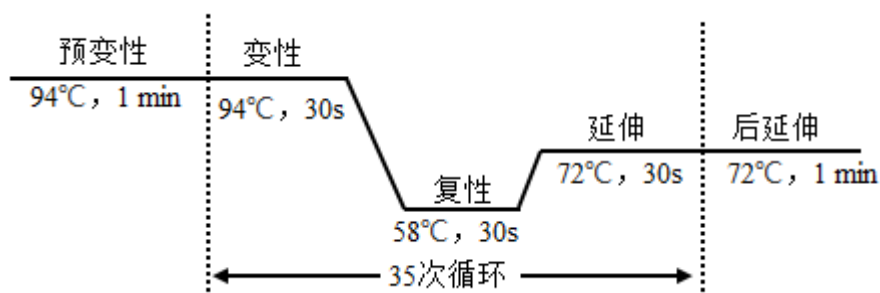 预变性
94℃，1 min
变性
94℃，30s
复性
58℃，30s
延伸
72℃，30s
后延伸
72℃，1 min
35次循环